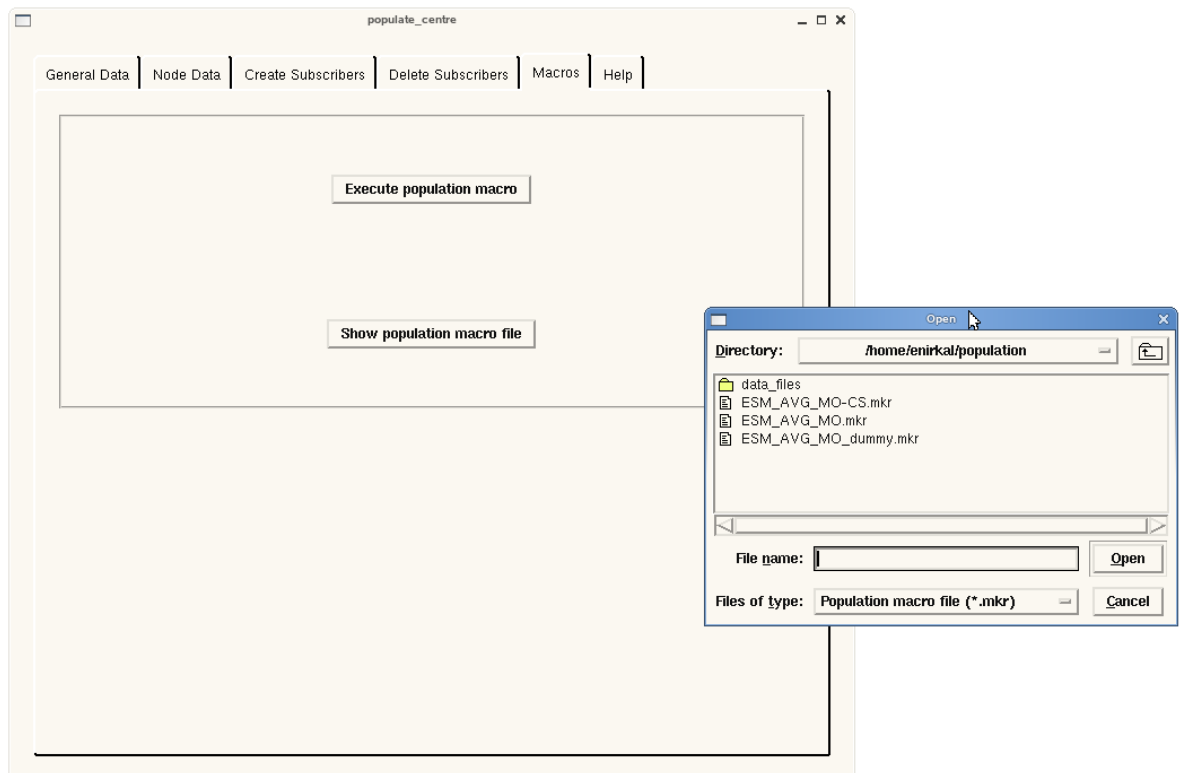 populate_centre
General Data
Node Data
Create Subscribers
Delete Subscribers
Macros
Help
Execute population macro
Show population macro file
Open
Directory:
/home/enirkal/population
data_files
ESM_AVG_MO-CS.mkr
ESM_AVG_MO.mkr
ESM_AVG_MO_dummy.mkr
File name:
Open
Files of type:
Population macro file (*.mkr)
Cancel